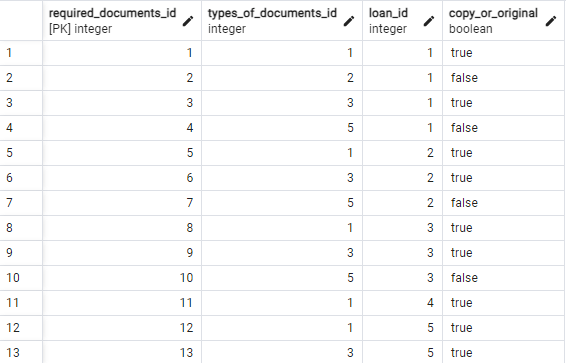 required_documents_id types_of_documents_id loan_id copy_or_original
[PK] integer integer integer boolean
1 1 1 1 true
2 2 2 1 false
3 3 3 1 true
4 4 5 1 false
5 5 1 2 true
6 6 3 2 true
7 7 5 2 false
8 8 1 3 true
9 9 3 3 true
10 10 5 3 false
11 11 1 4 true
12 12 1 5 true
13 13 3 5 true